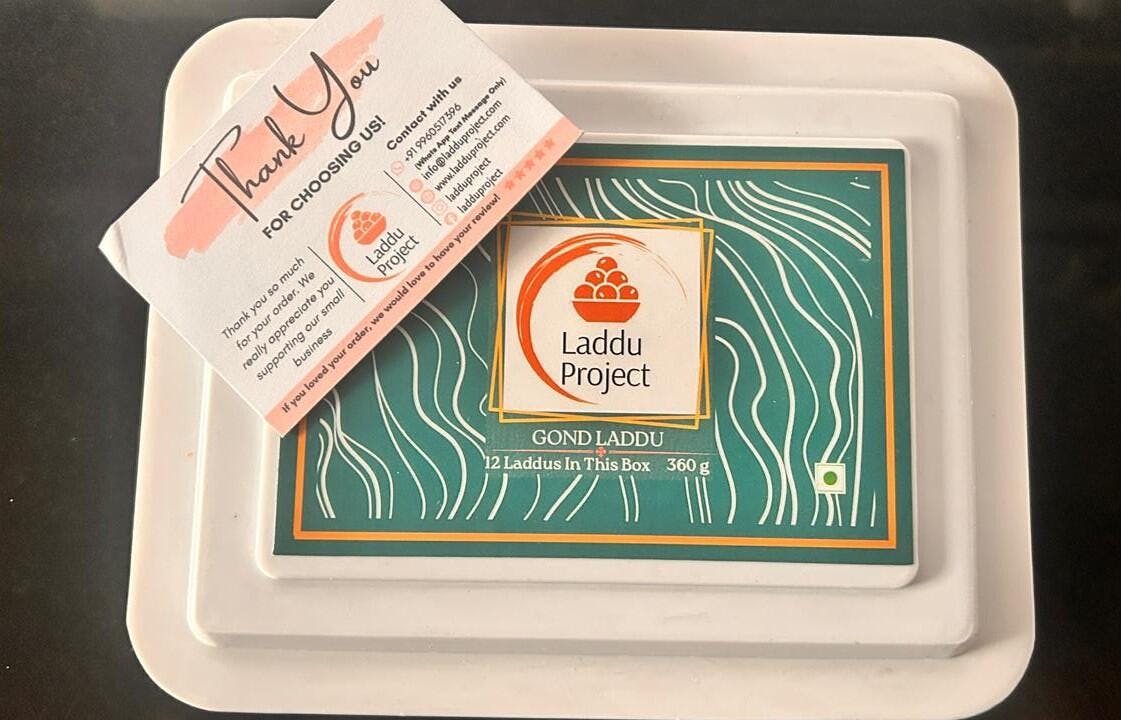 Thank You
FOR CHOOSING US!
Thank you so much
for your order. We
really appreciate you
supporting our small
business
Laddu
Project
Contact with us
+91 9960517396
(Whats App Text Message Only)
info@ladduproject.com
www.ladduproject.com
ladduproject
ladduproject
If you loved your order, we would love to have your review!
Laddu
Project
GOND LADDU
12 Laddus In This Box 360 g